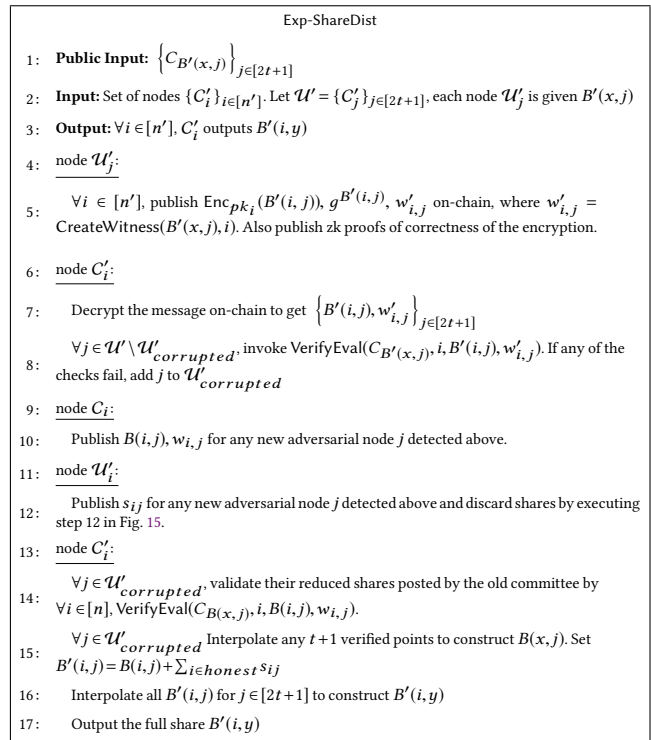 Exp-ShareDist
1: Public Input: {C_{B′(x,j)}}_{j∈[2t+1]}
2: Input: Set of nodes {C′_i}_{i∈[n′]}. Let 𝒰′ = {C′_j}_{j∈[2t+1]}, each node 𝒰′_j is given B′(x,j)
3: Output: ∀i∈[n′], C′_i outputs B′(i,y)
4: node 𝒰′_j:
5: ∀i ∈ [n′], publish Enc_{pk_i}(B′(i,j)), g^{B′(i,j)}, w′_{i,j} on-chain, where w′_{i,j} =
CreateWitness(B′(x,j),i). Also publish zk proofs of correctness of the encryption.
6: node C′_i:
7: Decrypt the message on-chain to get {B′(i,j),w′_{i,j}}_{j∈[2t+1]}
8: ∀j∈𝒰′\𝒰′_{corrupted}, invoke VerifyEval(C_{B′(x,j)},i,B′(i,j),w′_{i,j}). If any of the
checks fail, add j to 𝒰′_{corrupted}
9: node C_i:
10: Publish B(i,j),w_{i,j} for any new adversarial node j detected above.
11: node 𝒰′_i:
12: Publish s_{ij} for any new adversarial node j detected above and discard shares by executing
step 12 in Fig. 15.
13: node C′_i:
14: ∀j∈𝒰′_{corrupted}, validate their reduced shares posted by the old committee by
∀i∈[n], VerifyEval(C_{B(x,j)},i,B(i,j),w_{i,j}).
15: ∀j∈𝒰′_{corrupted} Interpolate any t+1 verified points to construct B(x,j). Set
B′(i,j)=B(i,j)+∑_{i∈honest} s_{ij}
16: Interpolate all B′(i,j) for j∈[2t+1] to construct B′(i,y)
17: Output the full share B′(i,y)